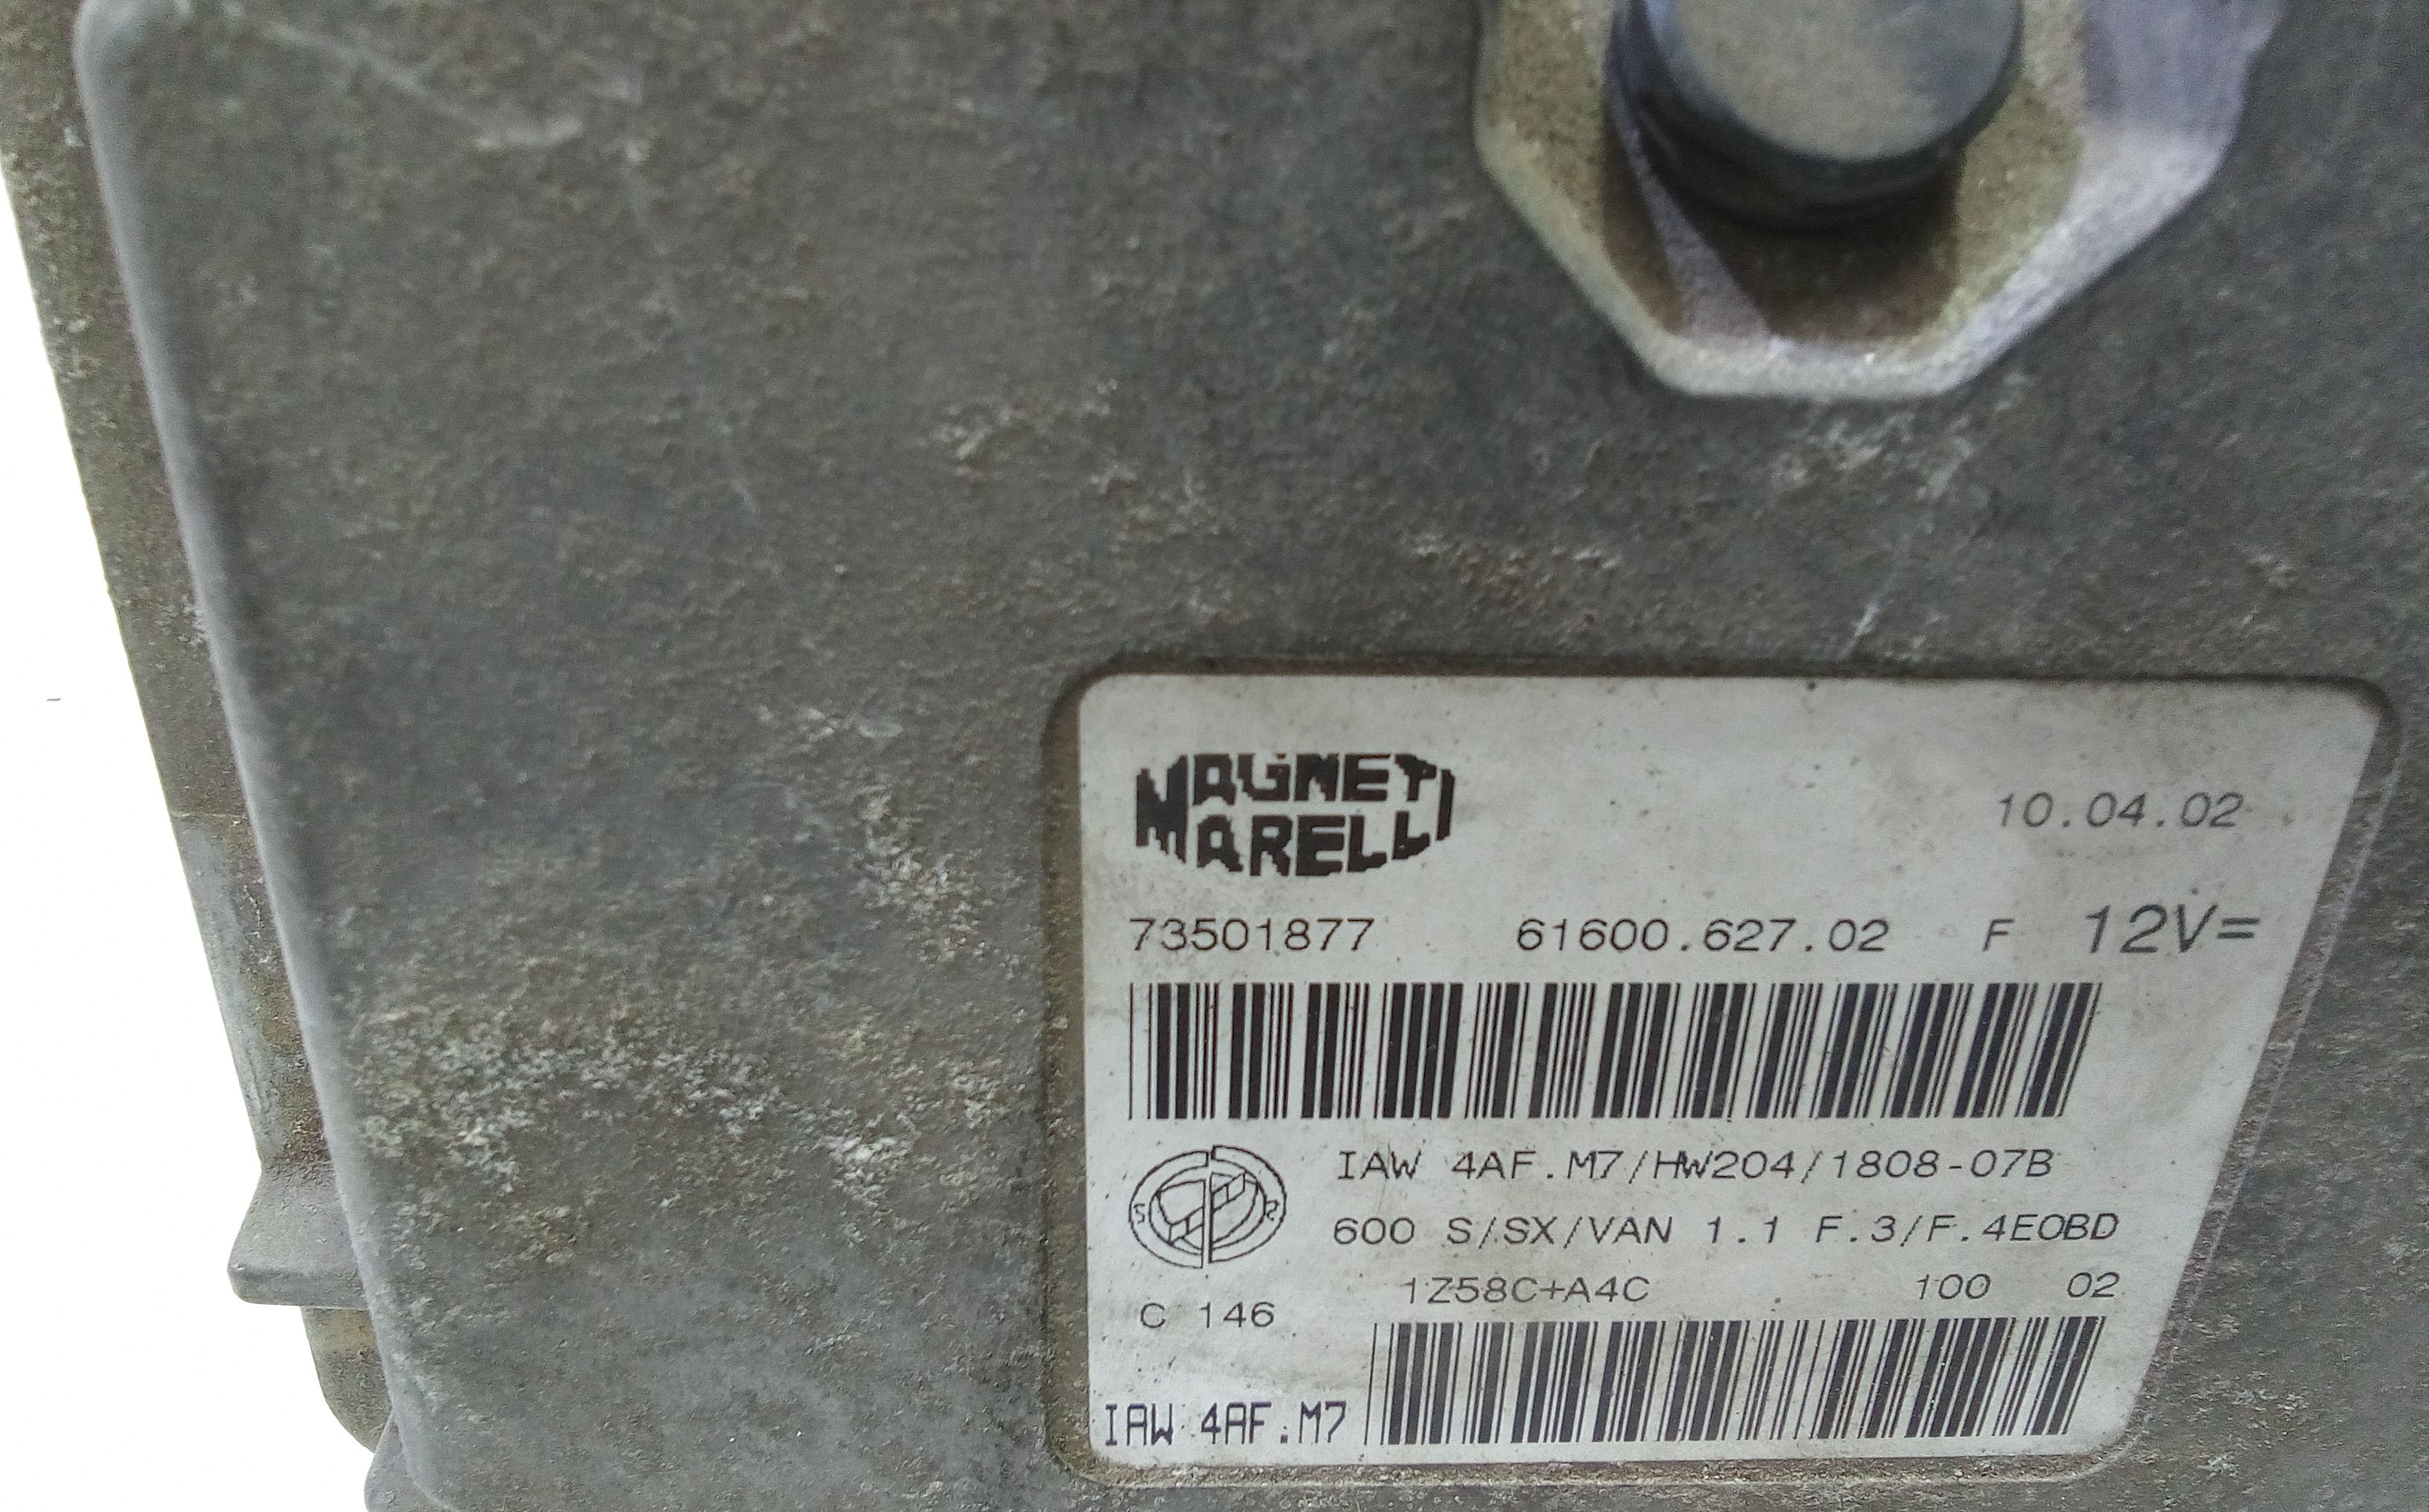 MAGNETI
MARELLI
10.04.02
73501877 61600.627.02 F 12V=
IAW 4AF.M7/HW204/1808-07B
600 S/SX/VAN 1.1 F.3/F.4EOBD
1Z58C+A4C 100 02
C 146
IAW 4AF.M7